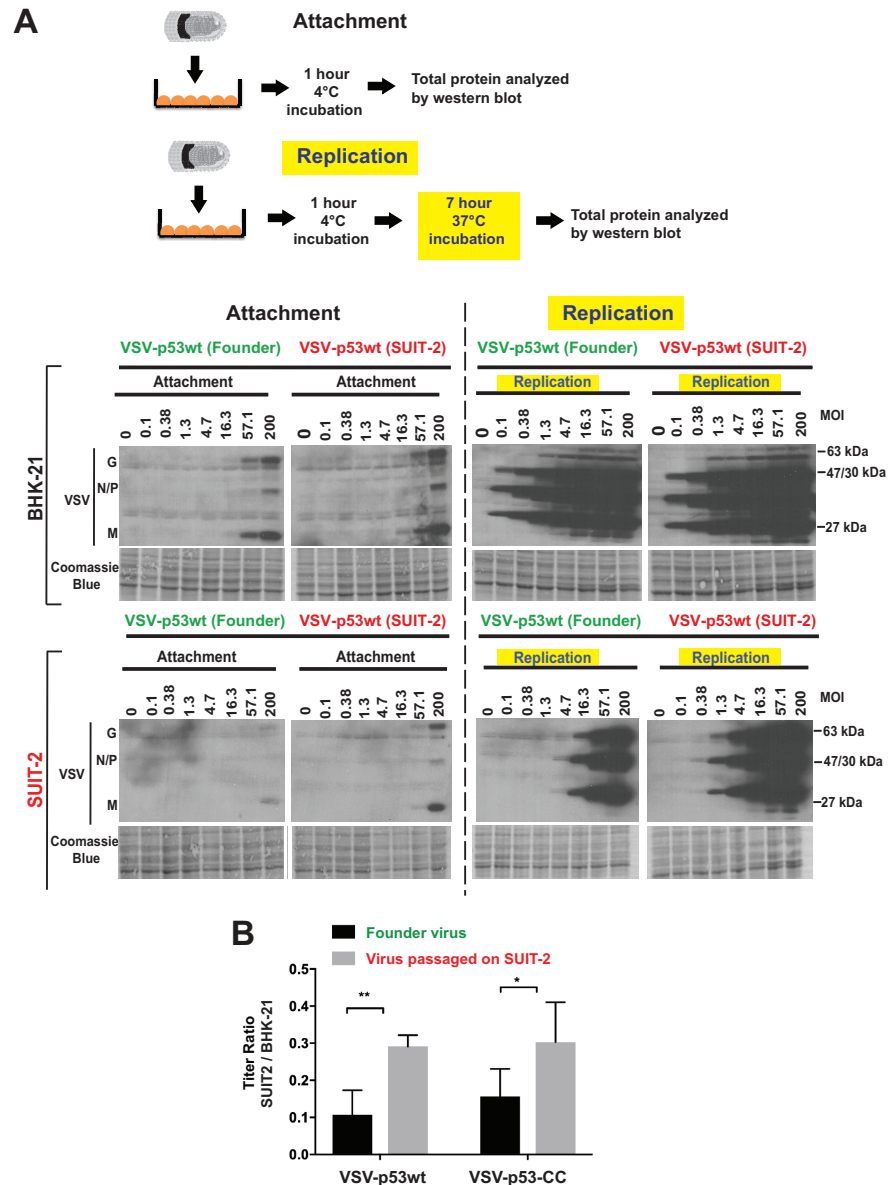 A
Attachment
1 hour
4°C
incubation
Total protein analyzed
by western blot
Replication
1 hour
4°C
incubation
7 hour
37°C
incubation
Total protein analyzed
by western blot
Attachment
Replication
VSV-p53wt (Founder) VSV-p53wt (SUIT-2) VSV-p53wt (Founder) VSV-p53wt (SUIT-2)
Attachment Attachment Replication Replication
0 0.1 0.38 1.3 4.7 16.3 57.1 200 0 0.1 0.38 1.3 4.7 16.3 57.1 200 0 0.1 0.38 1.3 4.7 16.3 57.1 200 0 0.1 0.38 1.3 4.7 16.3 57.1 200 MOI
BHK-21
VSV
G
N/P
M
63 kDa
47/30 kDa
27 kDa
Coomassie
Blue
VSV-p53wt (Founder) VSV-p53wt (SUIT-2) VSV-p53wt (Founder) VSV-p53wt (SUIT-2)
Attachment Attachment Replication Replication
0 0.1 0.38 1.3 4.7 16.3 57.1 200 0 0.1 0.38 1.3 4.7 16.3 57.1 200 0 0.1 0.38 1.3 4.7 16.3 57.1 200 0 0.1 0.38 1.3 4.7 16.3 57.1 200 MOI
SUIT-2
VSV
G
N/P
M
63 kDa
47/30 kDa
27 kDa
Coomassie
Blue
B
Founder virus
Virus passaged on SUIT-2
Titer Ratio
SUIT2 / BHK-21
0.5
0.4
0.3
0.2
0.1
0.0
**
*
VSV-p53wt VSV-p53-CC